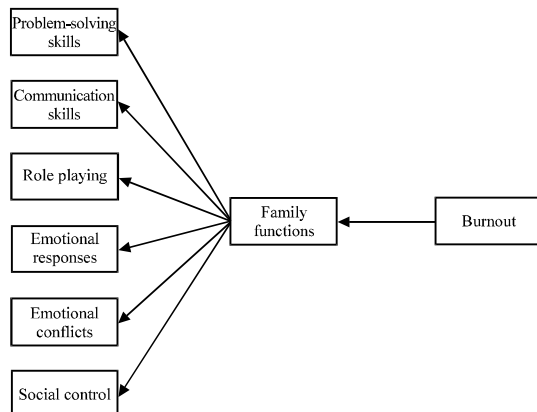 Problem-solving
skills
Communication
skills
Role playing
Emotional
responses
Emotional
conflicts
Social control
Family
functions
Burnout